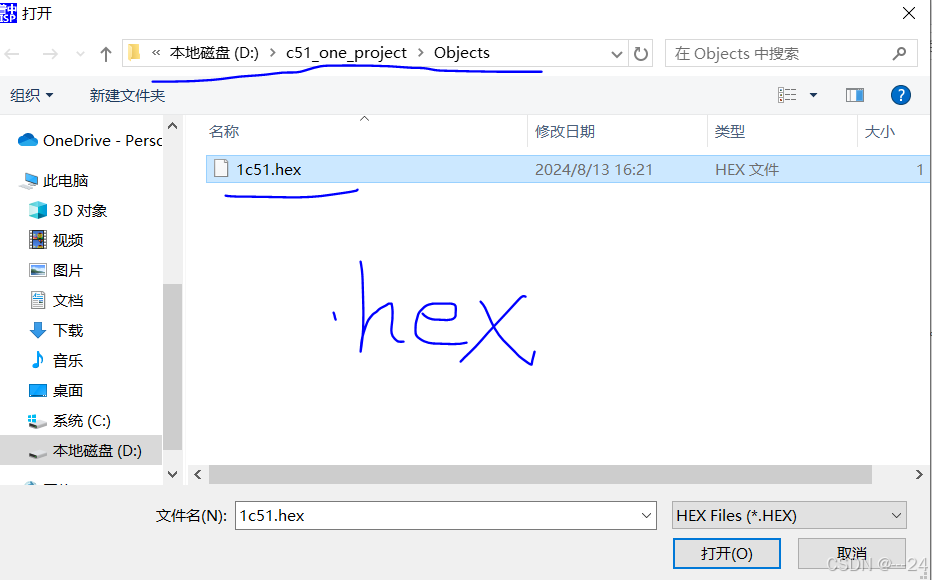 打开
« 本地磁盘 (D:) > c51_one_project > Objects
在 Objects 中搜索
组织 新建文件夹
名称 修改日期 类型 大小
OneDrive - Perso
1c51.hex 2024/8/13 16:21 HEX 文件 1
此电脑
3D 对象
视频
图片
文档
下载
音乐
桌面
系统 (C:)
本地磁盘 (D:)
.hex
文件名(N): 1c51.hex HEX Files (*.HEX)
打开(O) 取消
CSDN @---24